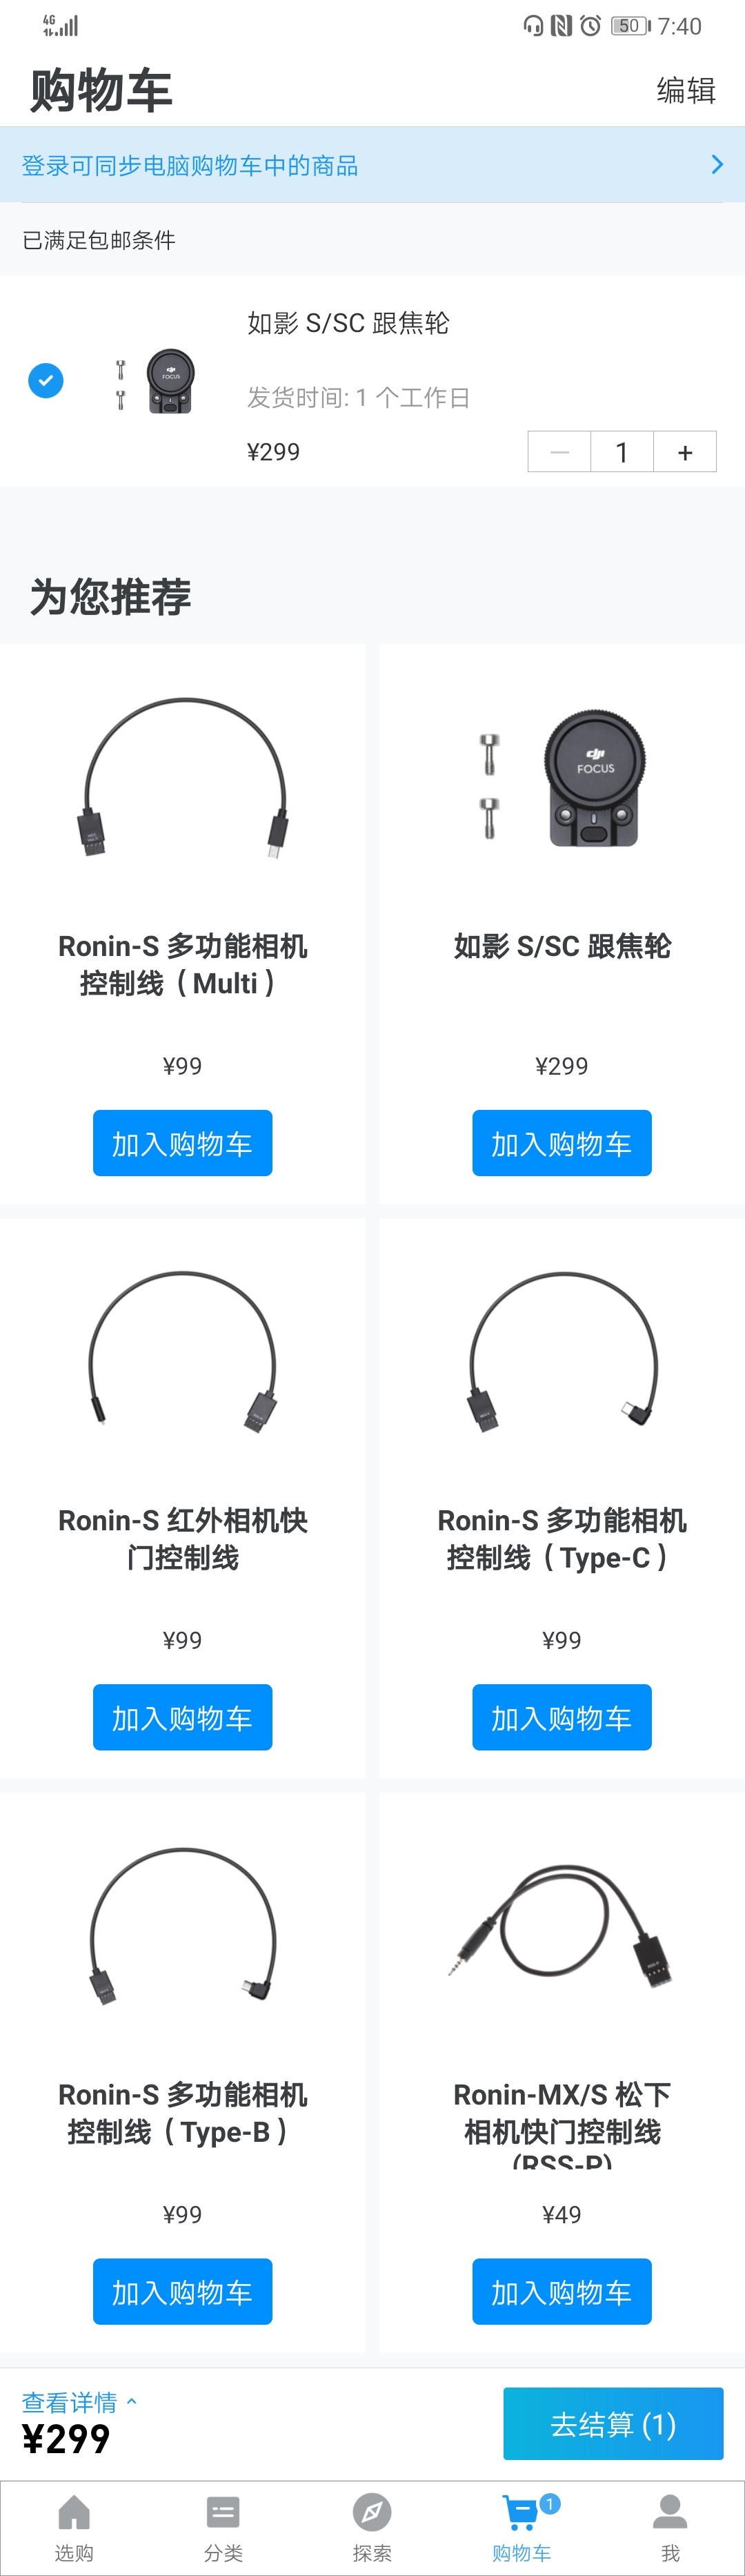 4G
50 7:40
购物车
编辑
登录可同步电脑购物车中的商品
已满足包邮条件
如影 S/SC 跟焦轮
dji
FOCUS
发货时间: 1 个工作日
¥299
1
为您推荐
dji
FOCUS
Ronin-S 多功能相机
控制线（Multi）
¥99
加入购物车
如影 S/SC 跟焦轮
¥299
加入购物车
Ronin-S 红外相机快
门控制线
¥99
加入购物车
Ronin-S 多功能相机
控制线（Type-C）
¥99
加入购物车
Ronin-S 多功能相机
控制线（Type-B）
¥99
加入购物车
Ronin-MX/S 松下
相机快门控制线
(RSS-P)
¥49
加入购物车
查看详情
¥299
去结算 (1)
1
选购
分类
探索
购物车
我